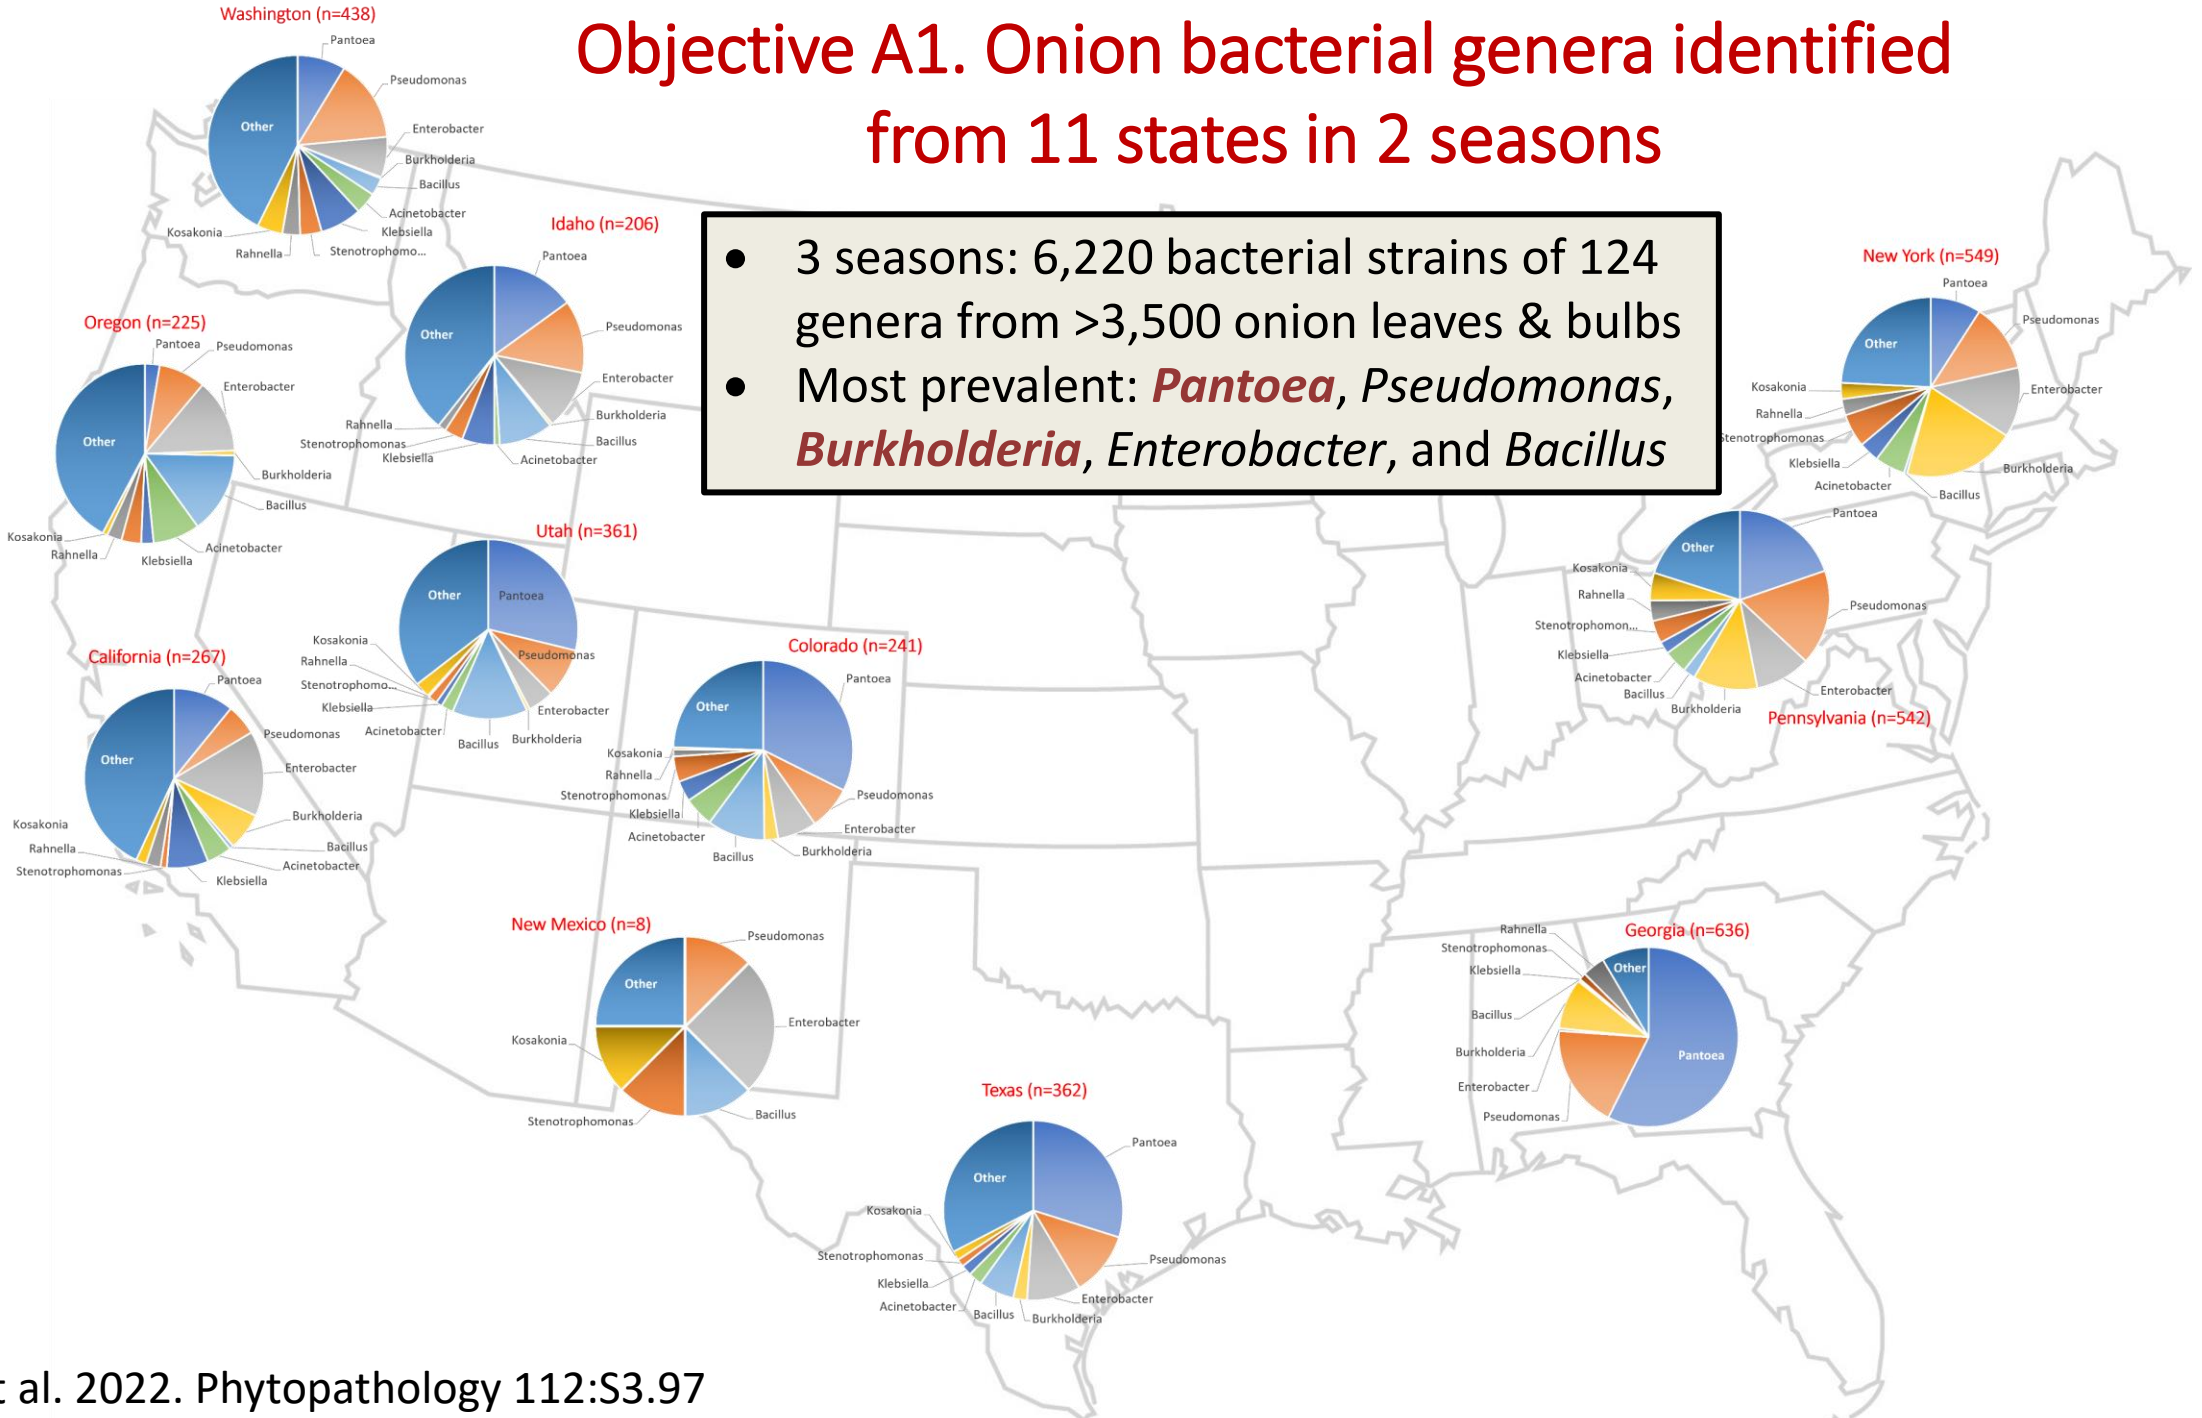 Objective A1. Onion bacterial genera identified
from 11 states in 2 seasons
• 3 seasons: 6,220 bacterial strains of 124
genera from >3,500 onion leaves & bulbs
• Most prevalent: Pantoea, Pseudomonas,
Burkholderia, Enterobacter, and Bacillus
Washington (n=438)
Pantoea
Pseudomonas
Enterobacter
Burkholderia
Bacillus
Acinetobacter
Klebsiella
Stenotrophomo...
Rahnella
Kosakonia
Other
Idaho (n=206)
Pantoea
Pseudomonas
Enterobacter
Burkholderia
Bacillus
Acinetobacter
Klebsiella
Stenotrophomonas
Rahnella
Other
Oregon (n=225)
Pantoea
Pseudomonas
Enterobacter
Burkholderia
Bacillus
Acinetobacter
Klebsiella
Rahnella
Kosakonia
Other
Utah (n=361)
Pantoea
Pseudomonas
Enterobacter
Burkholderia
Bacillus
Acinetobacter
Klebsiella
Stenotrophomo...
Rahnella
Kosakonia
Other
California (n=267)
Pantoea
Pseudomonas
Enterobacter
Burkholderia
Bacillus
Acinetobacter
Klebsiella
Stenotrophomonas
Rahnella
Kosakonia
Other
Colorado (n=241)
Pantoea
Pseudomonas
Enterobacter
Burkholderia
Bacillus
Acinetobacter
Klebsiella
Stenotrophomonas
Rahnella
Kosakonia
Other
New Mexico (n=8)
Pseudomonas
Enterobacter
Bacillus
Stenotrophomonas
Kosakonia
Other
Texas (n=362)
Pantoea
Pseudomonas
Enterobacter
Burkholderia
Bacillus
Acinetobacter
Klebsiella
Stenotrophomonas
Kosakonia
Other
New York (n=549)
Pantoea
Pseudomonas
Enterobacter
Burkholderia
Bacillus
Acinetobacter
Klebsiella
tenotrophomonas
Rahnella
Kosakonia
Other
Pantoea
Pseudomonas
Enterobacter
Burkholderia
Bacillus
Acinetobacter
Klebsiella
Stenotrophomon...
Rahnella
Kosakonia
Other
Pennsylvania (n=542)
Georgia (n=636)
Rahnella
Stenotrophomonas
Klebsiella
Bacillus
Burkholderia
Enterobacter
Pseudomonas
Pantoea
Other
t al. 2022. Phytopathology 112:S3.97